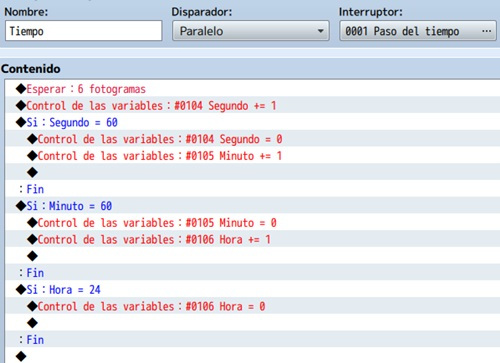 Nombre: Disparador: Interruptor:
Tiempo Paralelo 0001 Paso del tiempo ...
Contenido
◆Esperar：6 fotogramas
◆Control de las variables：#0104 Segundo += 1
◆Si：Segundo = 60
◆Control de las variables：#0104 Segundo = 0
◆Control de las variables：#0105 Minuto += 1
◆
：Fin
◆Si：Minuto = 60
◆Control de las variables：#0105 Minuto = 0
◆Control de las variables：#0106 Hora += 1
◆
：Fin
◆Si：Hora = 24
◆Control de las variables：#0106 Hora = 0
◆
：Fin
◆